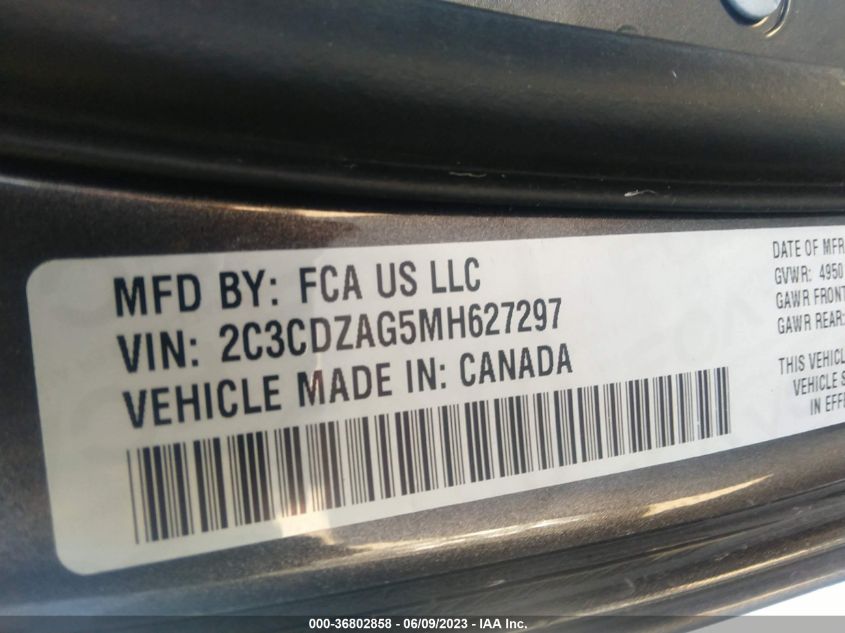 MFD BY: FCA US LLC
VIN: 2C3CDZAG5MH627297
VEHICLE MADE IN: CANADA
DATE OF MFR
GVWR: 4950
GAWR FRONT
GAWR REAR:
THIS VEHICL
VEHICLE S
IN EFF
000-36802858 - 06/09/2023 - IAA Inc.